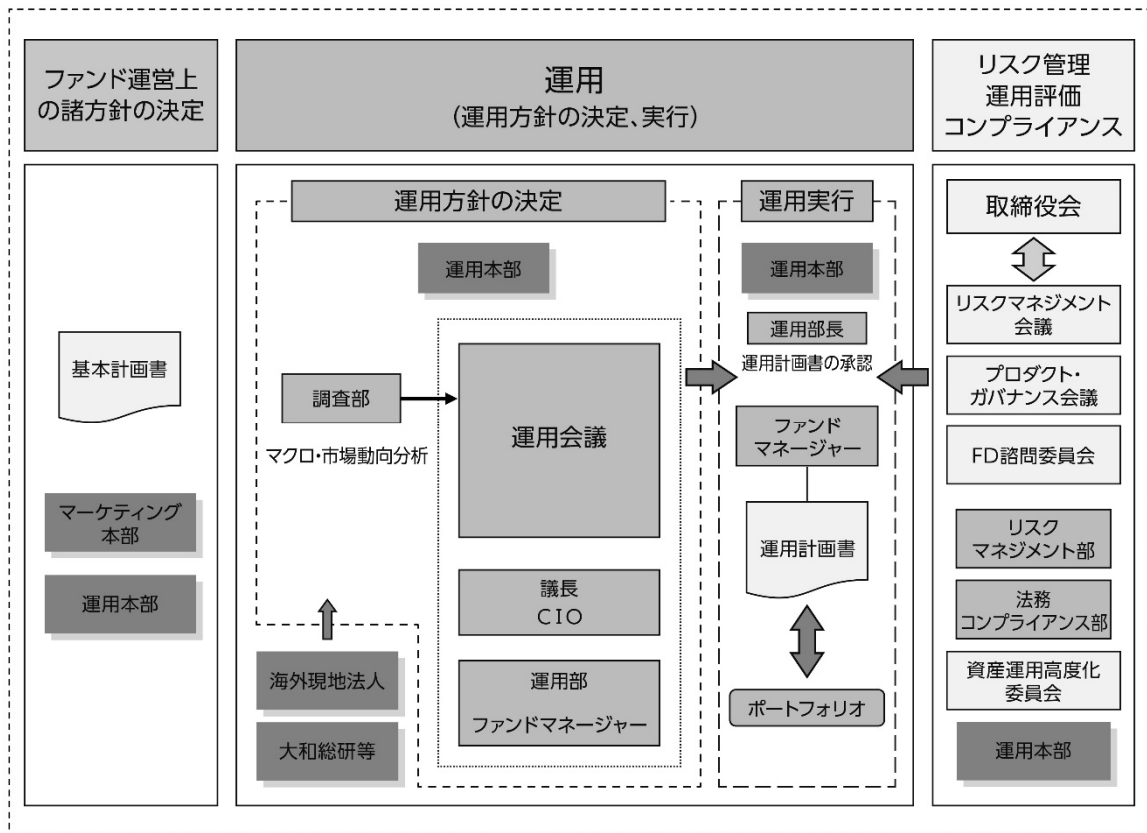 ファンド運営上
の諸方針の決定
基本計画書
マーケティング
本部
運用本部
運用
(運用方針の決定、実行)
運用方針の決定
運用本部
調査部
マクロ・市場動向分析
運用会議
議長
CIO
運用部
ファンドマネージャー
海外現地法人
大和総研等
運用実行
運用本部
運用部長
運用計画書の承認
ファンド
マネージャー
運用計画書
ポートフォリオ
リスク管理
運用評価
コンプライアンス
取締役会
リスクマネジメント
会議
プロダクト・
ガバナンス会議
FD諮問委員会
リスク
マネジメント部
法務
コンプライアンス部
資産運用高度化
委員会
運用本部